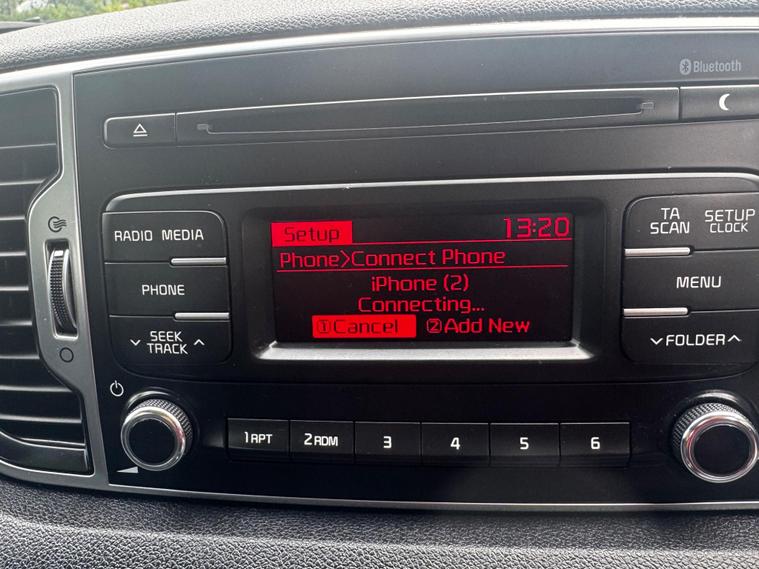 Bluetooth
RADIO MEDIA
PHONE
SEEK
TRACK
Setup 13:20
Phone>Connect Phone
iPhone (2)
Connecting...
①Cancel ②Add New
TA
SCAN
SETUP
CLOCK
MENU
FOLDER
1 RPT 2 RDM 3 4 5 6